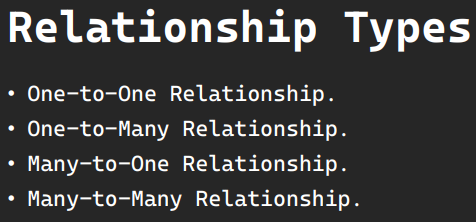 Relationship Types
• One-to-One Relationship.
• One-to-Many Relationship.
• Many-to-One Relationship.
• Many-to-Many Relationship.